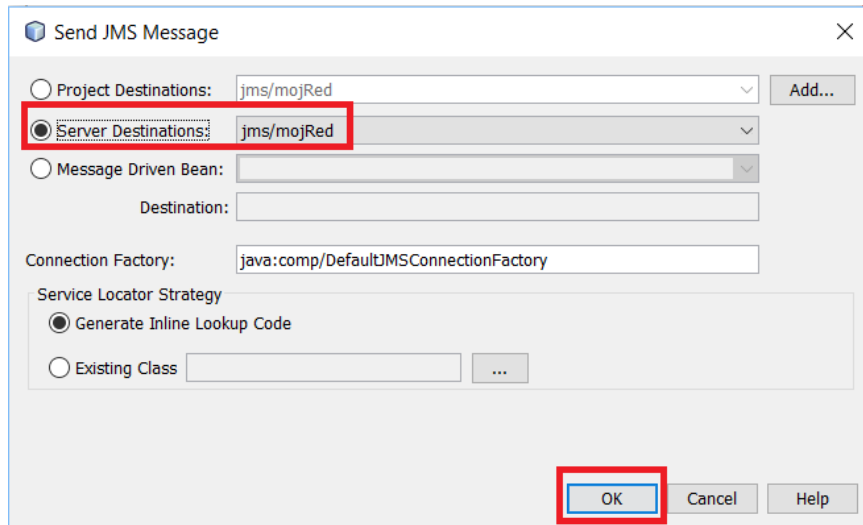 Send JMS Message
Project Destinations: jms/mojRed Add...
Server Destinations: jms/mojRed
Message Driven Bean:
Destination:
Connection Factory: java:comp/DefaultJMSConnectionFactory
Service Locator Strategy
Generate Inline Lookup Code
Existing Class ...
OK Cancel Help